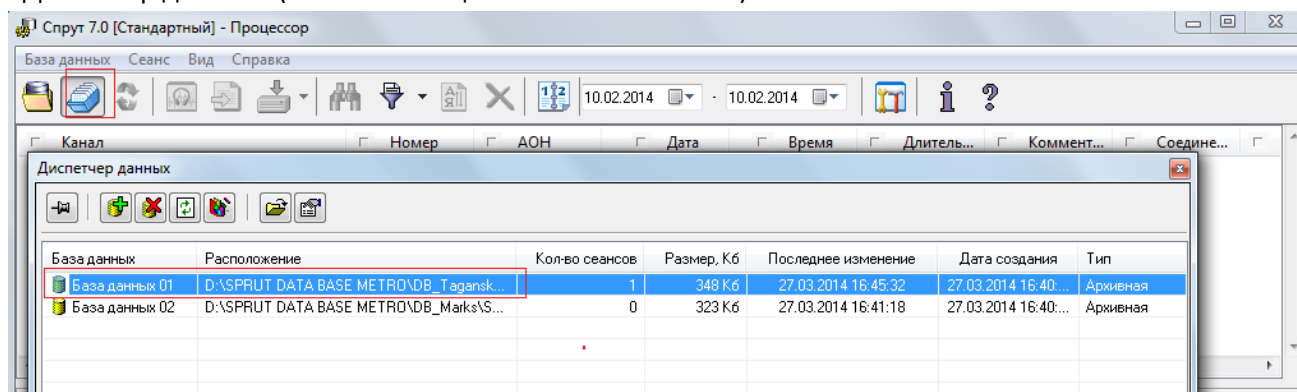 Спрут 7.0 [Стандартный] - Процессор
База данных Сеанс Вид Справка
10.02.2014 - 10.02.2014
Канал Номер АОН Дата Время Длитель... Коммент... Соедине...
Диспетчер данных
База данных Расположение Кол-во сеансов Размер, Кб Последнее изменение Дата создания Тип
База данных 01 D:\SPRUT DATA BASE METRO\DB_Tagansk... 1 348 Кб 27.03.2014 16:45:32 27.03.2014 16:40:... Архивная
База данных 02 D:\SPRUT DATA BASE METRO\DB_Marks\S... 0 323 Кб 27.03.2014 16:41:18 27.03.2014 16:40:... Архивная